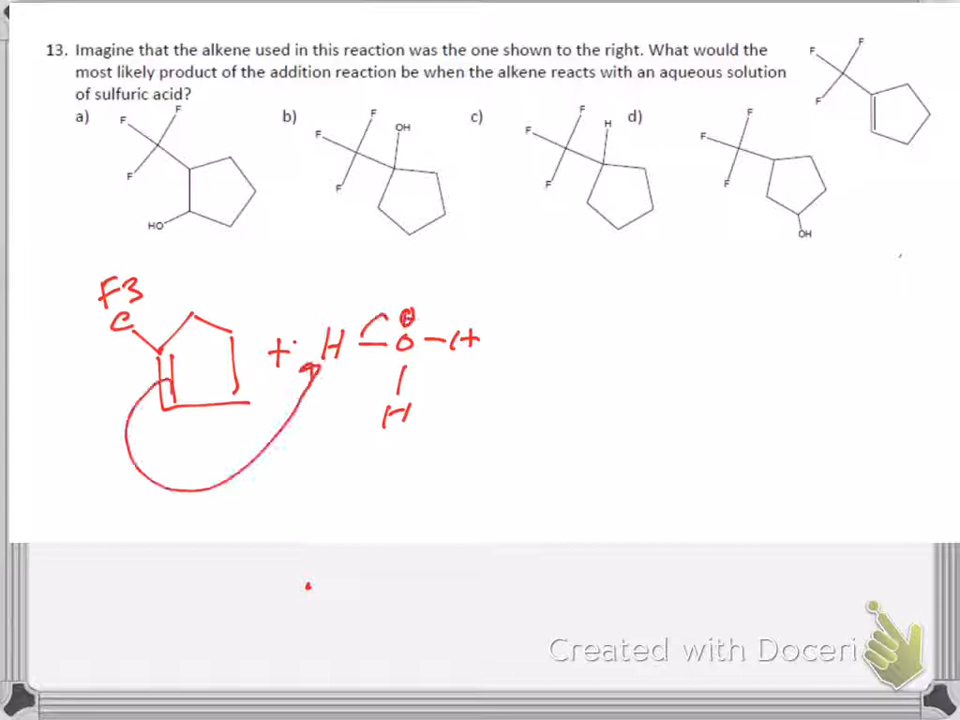 13. Imagine that the alkene used in this reaction was the one shown to the right. What would the
most likely product of the addition reaction be when the alkene reacts with an aqueous solution
of sulfuric acid?
F
F
F
a)
F
F
F
HO
b)
F
F
F
OH
c)
F
F
F
H
d)
F
F
F
OH
F3
C
+ H O H
⊕
H
Created with Doceri